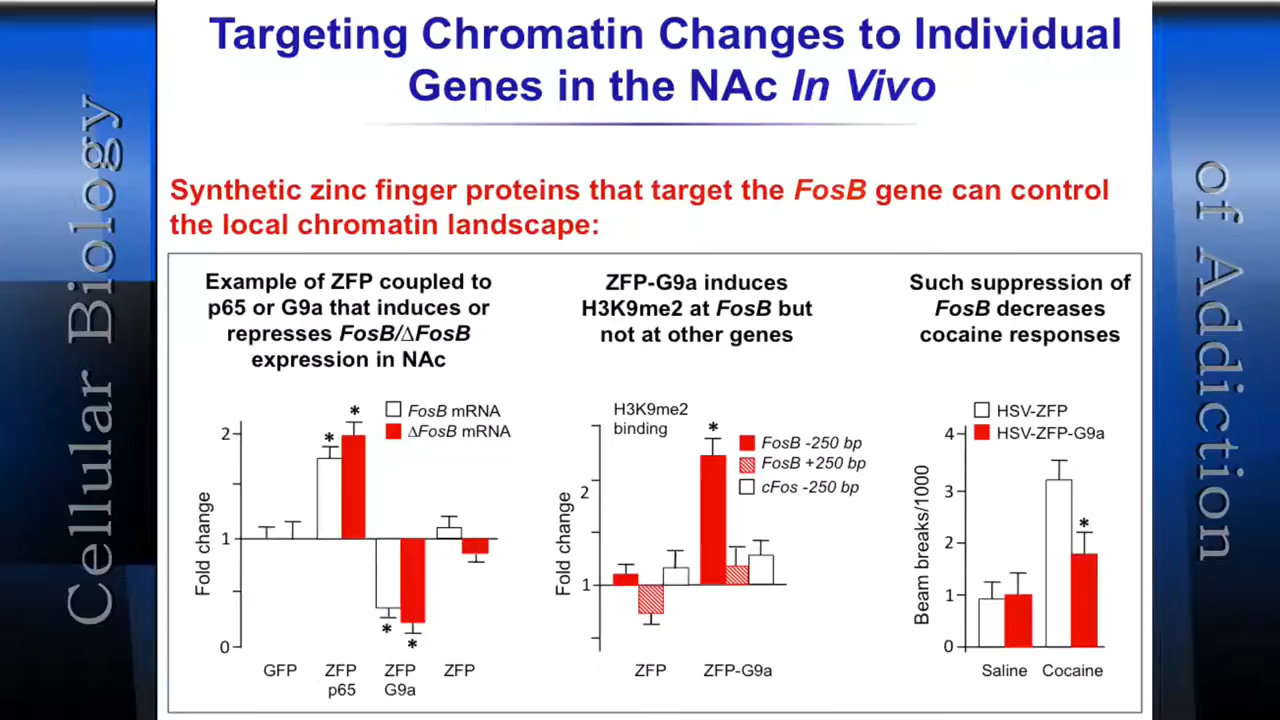 Targeting Chromatin Changes to Individual
Genes in the NAc In Vivo
Cellular Biology
of Addiction
Synthetic zinc finger proteins that target the FosB gene can control
the local chromatin landscape:
Example of ZFP coupled to
p65 or G9a that induces or
represses FosB/ΔFosB
expression in NAc
* *
FosB mRNA
ΔFosB mRNA
Fold change
2
1
0
* *
GFP
ZFP
p65
ZFP
G9a
ZFP
ZFP-G9a induces
H3K9me2 at FosB but
not at other genes
H3K9me2
binding
*
FosB -250 bp
FosB +250 bp
cFos -250 bp
Fold change
2
1
ZFP
ZFP-G9a
Such suppression of
FosB decreases
cocaine responses
HSV-ZFP
HSV-ZFP-G9a
Beam breaks/1000
4
3
2
1
0
*
Saline
Cocaine